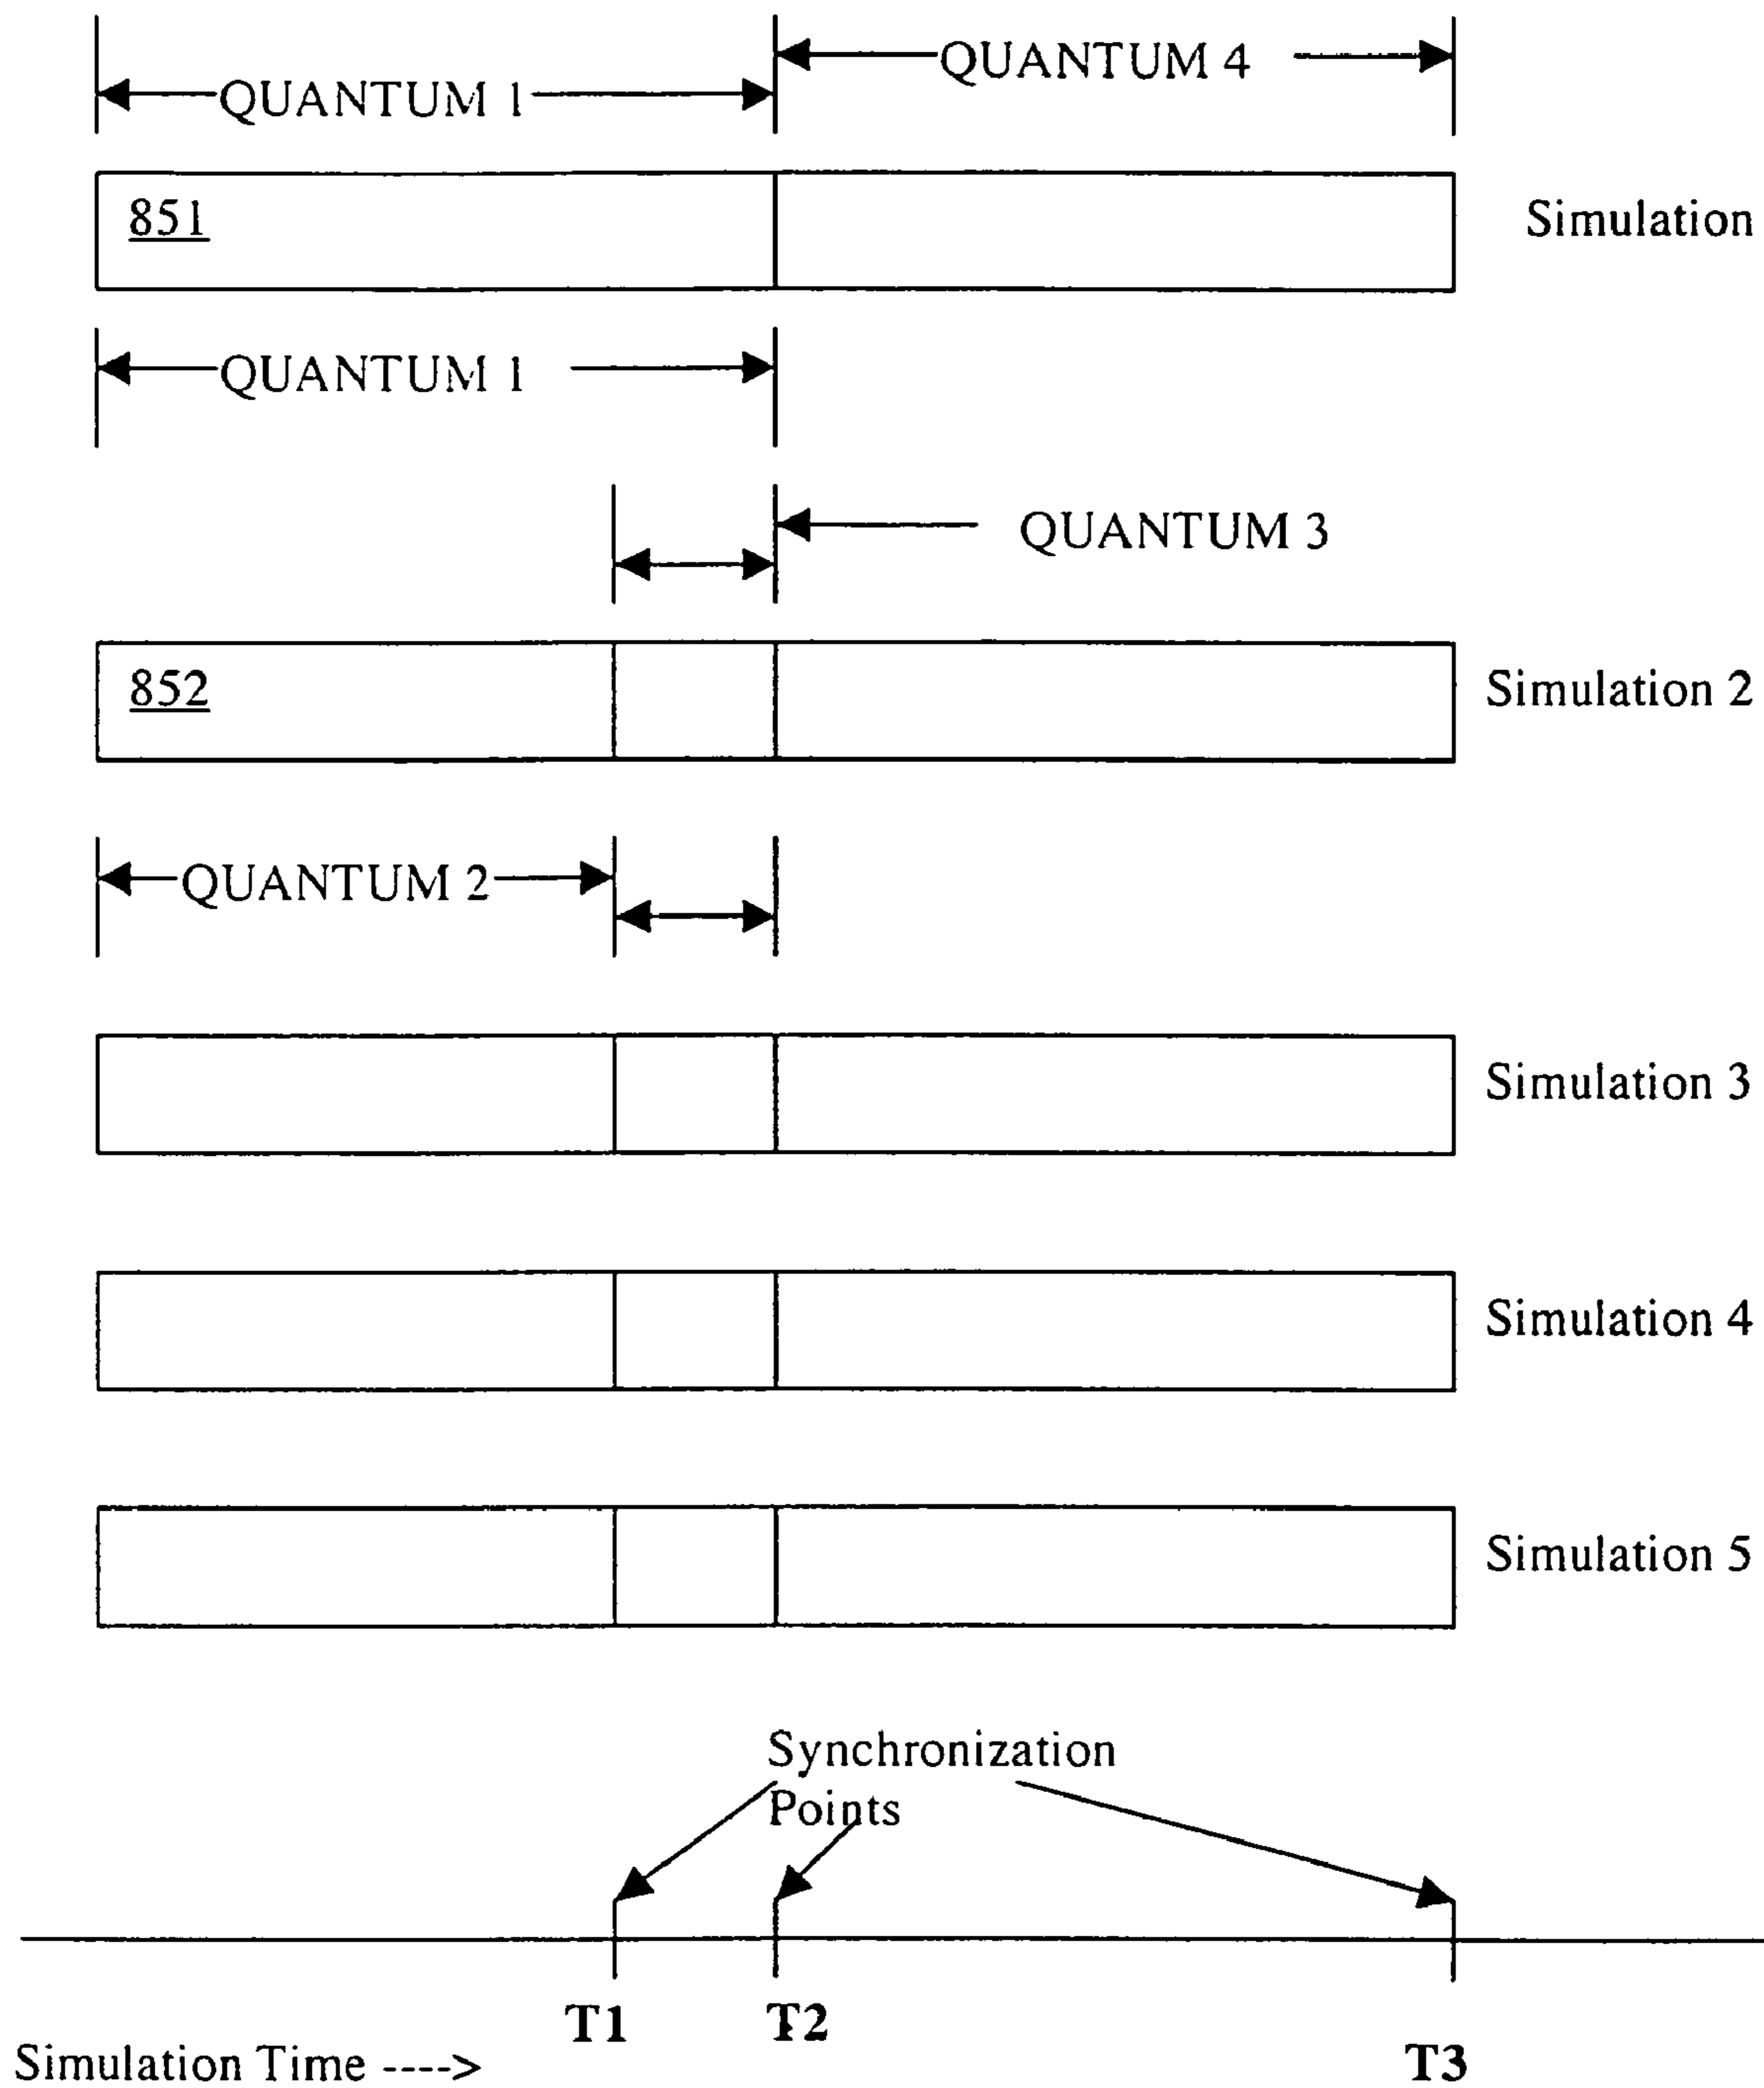 QUANTUM 4
QUANTUM 1
851
Simulation
QUANTUM 1
QUANTUM 3
852
Simulation 2
QUANTUM 2
Simulation 3
Simulation 4
Simulation 5
Synchronization
Points
T1
T2
T3
Simulation Time ---->